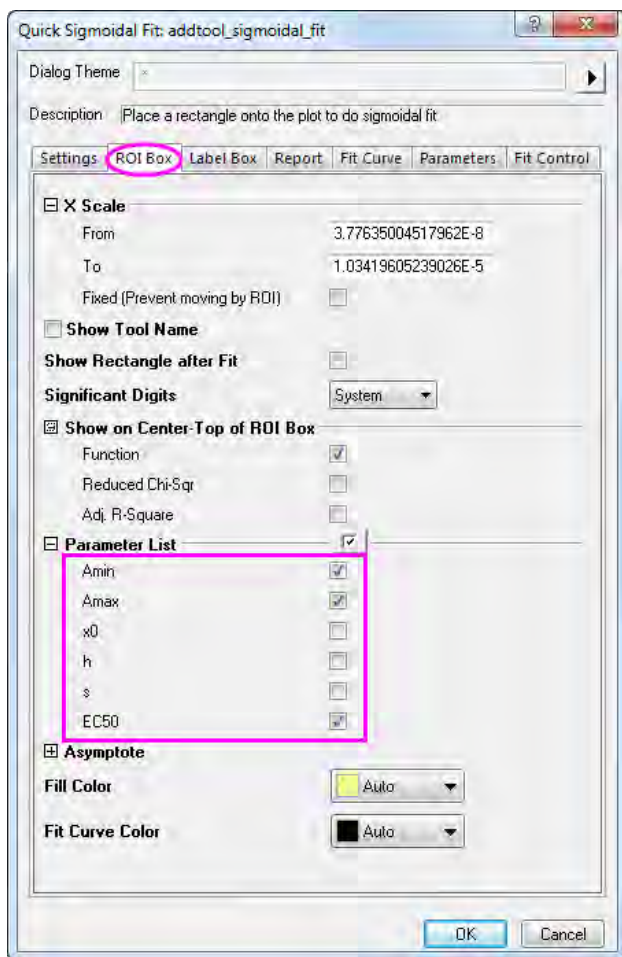 Quick Sigmoidal Fit: addtool_sigmoidal_fit
Dialog Theme *
Description Place a rectangle onto the plot to do sigmoidal fit
Settings ROI Box Label Box Report Fit Curve Parameters Fit Control
X Scale
From 3.77635004517962E-8
To 1.03419605239026E-5
Fixed (Prevent moving by ROI)
Show Tool Name
Show Rectangle after Fit
Significant Digits System
Show on Center-Top of ROI Box
Function
Reduced Chi-Sqr
Adj. R-Square
Parameter List
Amin
Amax
x0
h
s
EC50
Asymptote
Fill Color Auto
Fit Curve Color Auto
OK Cancel